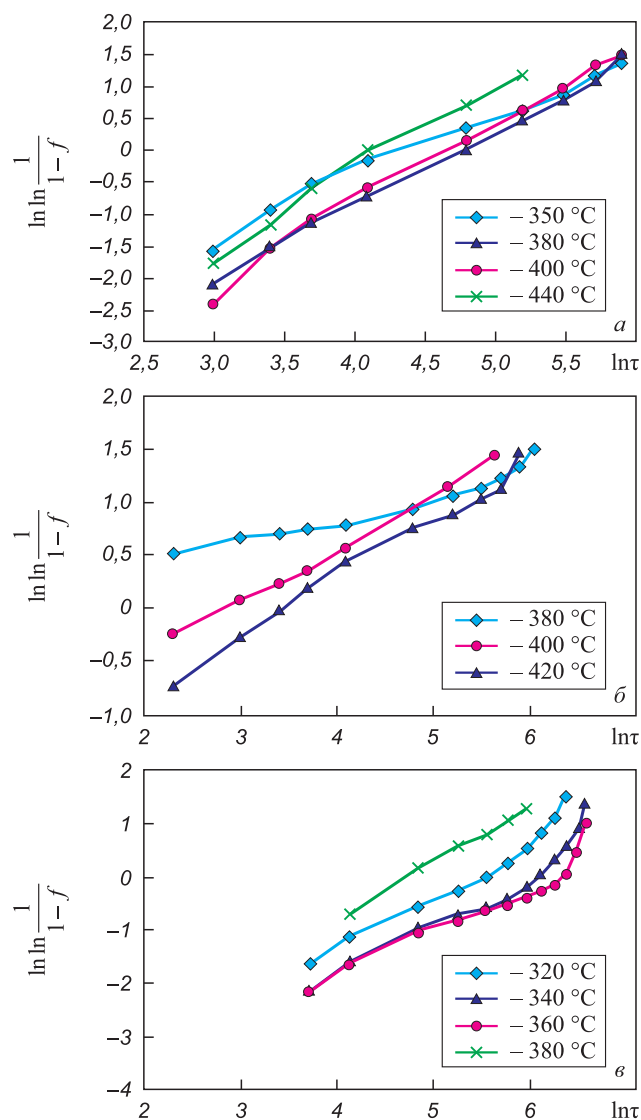 2,0
1,5
1,0
0,5
0
–0,5
–1,0
–1,5
–2,0
–2,5
–3,0
ln ln 1/(1 – f)
2,5 3,0 3,5 4,0 4,5 5,0 5,5 lnτ
– 350 °C
– 380 °C
– 400 °C
– 440 °C
а
2,0
1,5
1,0
0,5
0
–0,5
–1,0
ln ln 1/(1 – f)
2 3 4 5 6 lnτ
– 380 °C
– 400 °C
– 420 °C
б
2
1
0
–1
–2
–3
–4
ln ln 1/(1 – f)
2 3 4 5 6 lnτ
– 320 °C
– 340 °C
– 360 °C
– 380 °C
в